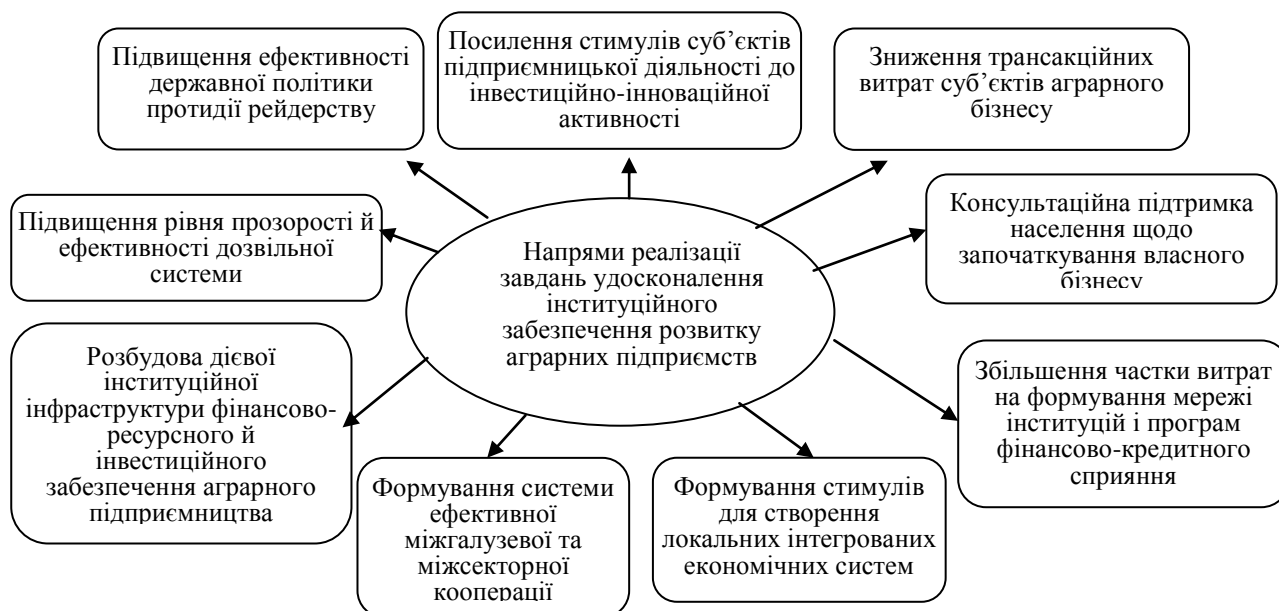 Підвищення ефективності
державної політики
протидії рейдерству
Посилення стимулів суб’єктів
підприємницької діяльності до
інвестиційно-інноваційної
активності
Зниження трансакційних
витрат суб’єктів аграрного
бізнесу
Підвищення рівня прозорості й
ефективності дозвільної
системи
Напрями реалізації
завдань удосконалення
інституційного
забезпечення розвитку
аграрних підприємств
Консультаційна підтримка
населення щодо
започаткування власного
бізнесу
Розбудова дієвої
інституційної
інфраструктури фінансово-
ресурсного й
інвестиційного
забезпечення аграрного
підприємництва
Збільшення частки витрат
на формування мережі
інституцій і програм
фінансово-кредитного
сприяння
Формування системи
ефективної
міжгалузевої та
міжсекторної
кооперації
Формування стимулів
для створення
локальних інтегрованих
економічних систем